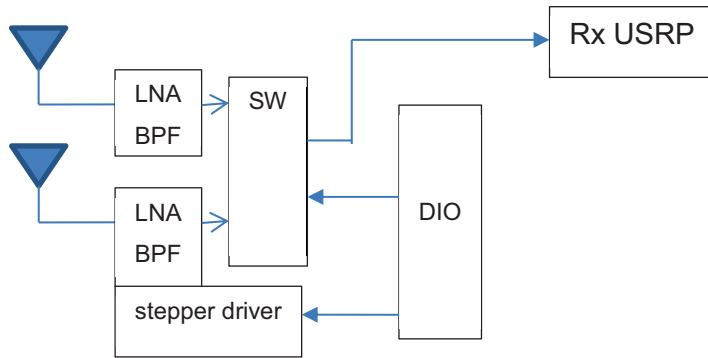 Rx USRP
LNA
BPF
SW
LNA
BPF
DIO
stepper driver